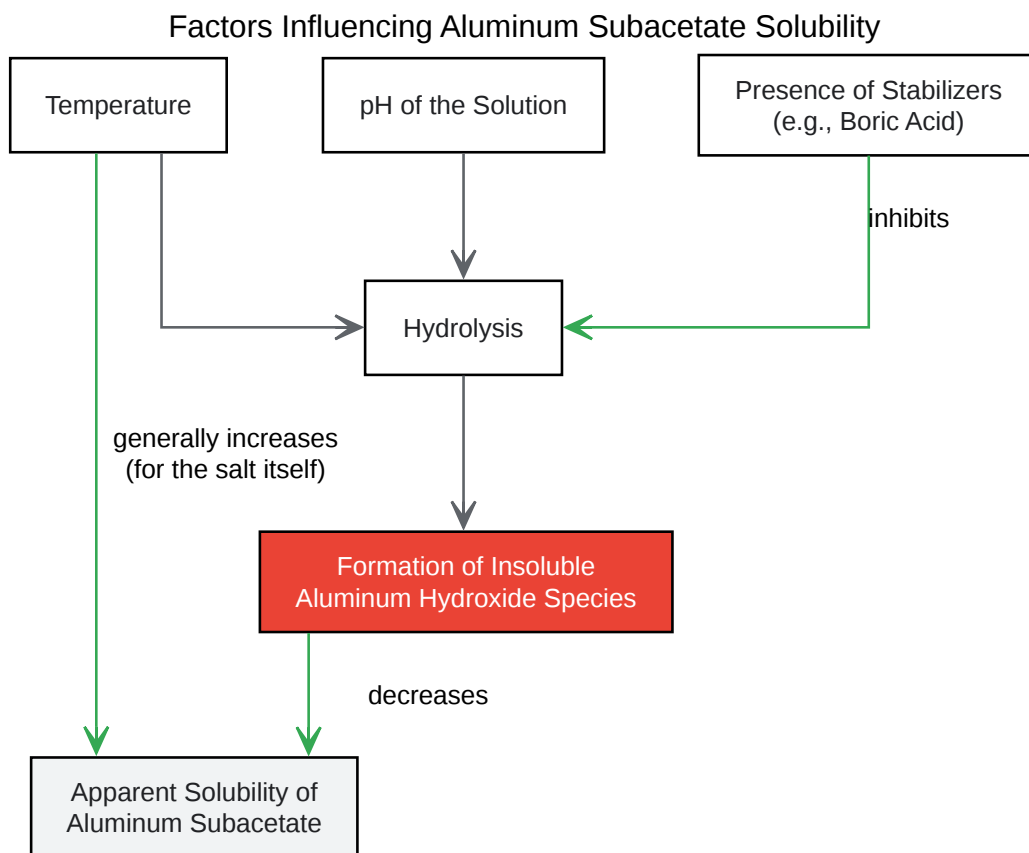 Factors Influencing Aluminum Subacetate Solubility
Temperature
pH of the Solution
Presence of Stabilizers
(e.g., Boric Acid)
inhibits
Hydrolysis
generally increases
(for the salt itself)
Formation of Insoluble
Aluminum Hydroxide Species
decreases
Apparent Solubility of
Aluminum Subacetate